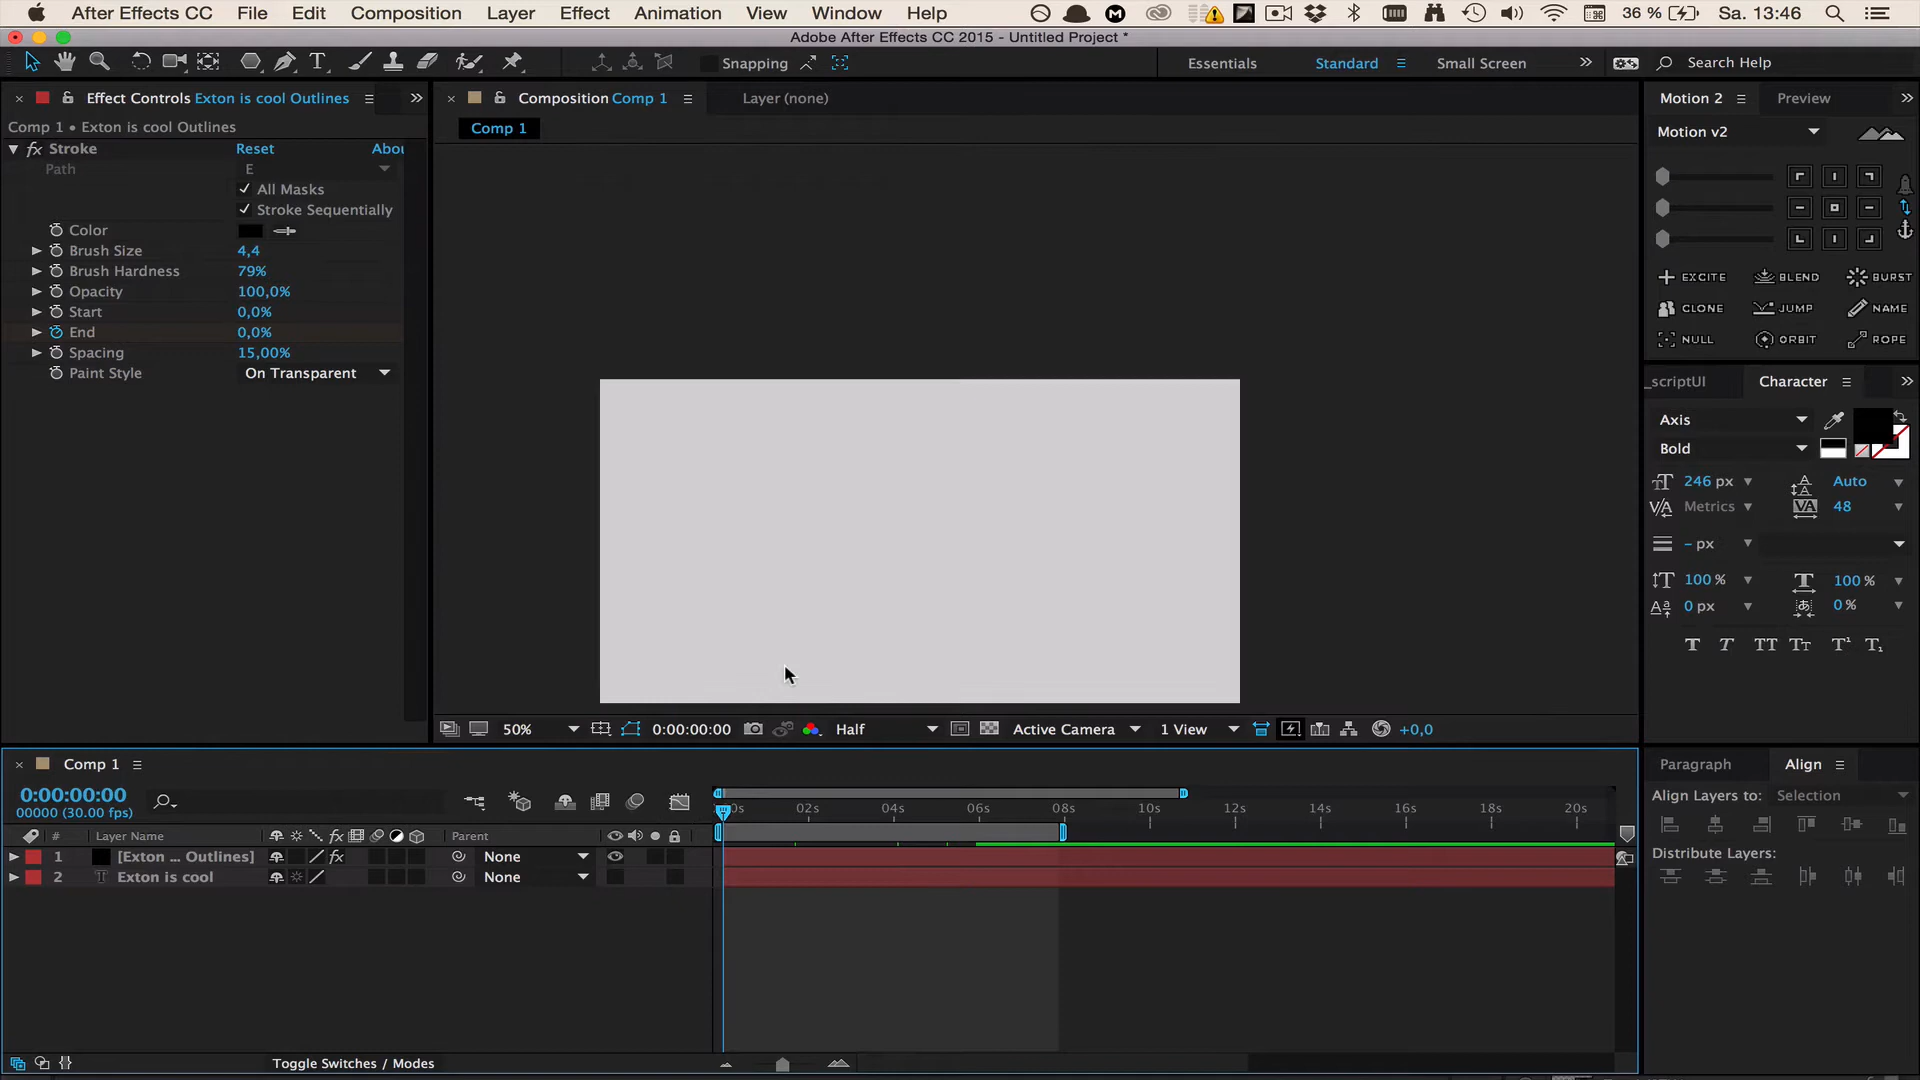 After Effects CC File Edit Composition Layer Effect Animation View Window Help 36 % Sa. 13:46
Adobe After Effects CC 2015 - Untitled Project *
Snapping Essentials Standard Small Screen Search Help
Effect Controls Exton is cool Outlines
Composition Comp 1
Layer (none)
Motion 2
Preview
Comp 1 • Exton is cool Outlines
Comp 1
Motion v2
fx Stroke Reset Abou
Path E
All Masks
Stroke Sequentially
Color
Brush Size 4,4
Brush Hardness 79%
Opacity 100,0%
Start 0,0%
End 0,0%
Spacing 15,00%
Paint Style On Transparent
EXCITE BLEND BURST
CLONE JUMP NAME
NULL ORBIT ROPE
_scriptUI Character
Axis
Bold
246 px Auto
Metrics 48
– px
100 % 100 %
0 px 0 %
50% 0:00:00:00 Half Active Camera 1 View +0,0
Comp 1
Paragraph Align
0:00:00:00
00000 (30.00 fps)
0s 02s 04s 06s 08s 10s 12s 14s 16s 18s 20s
Align Layers to: Selection
# Layer Name fx Parent
1 [Exton ... Outlines] fx None
2 T Exton is cool None
Distribute Layers:
Toggle Switches / Modes